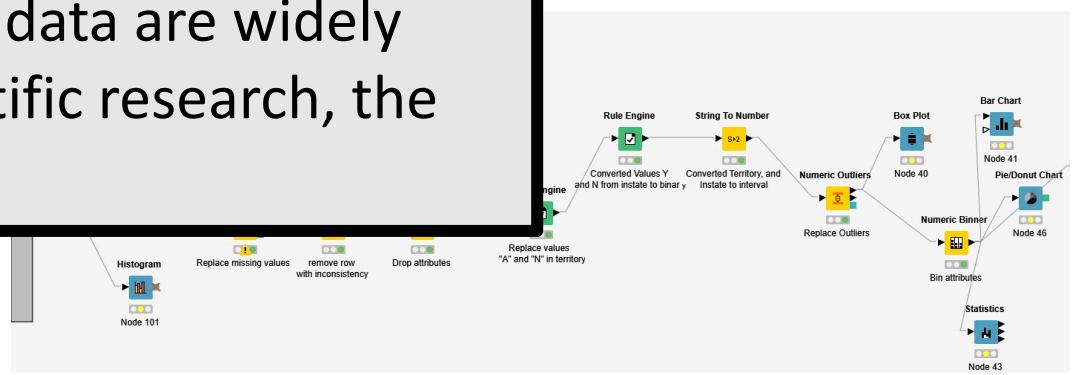 data are widely
tific research, the
Histogram
Node 101
Replace missing values
remove row
with inconsistency
Drop attributes
ngine
Replace values
"A" and "N" in territory
Rule Engine
Converted Values Y
and N from instate to binary
String To Number
S▸2
Converted Territory, and
Instate to interval
Numeric Outliers
Replace Outliers
Box Plot
Node 40
Numeric Binner
Bin attributes
Bar Chart
Node 41
Pie/Donut Chart
Node 46
Statistics
Node 43